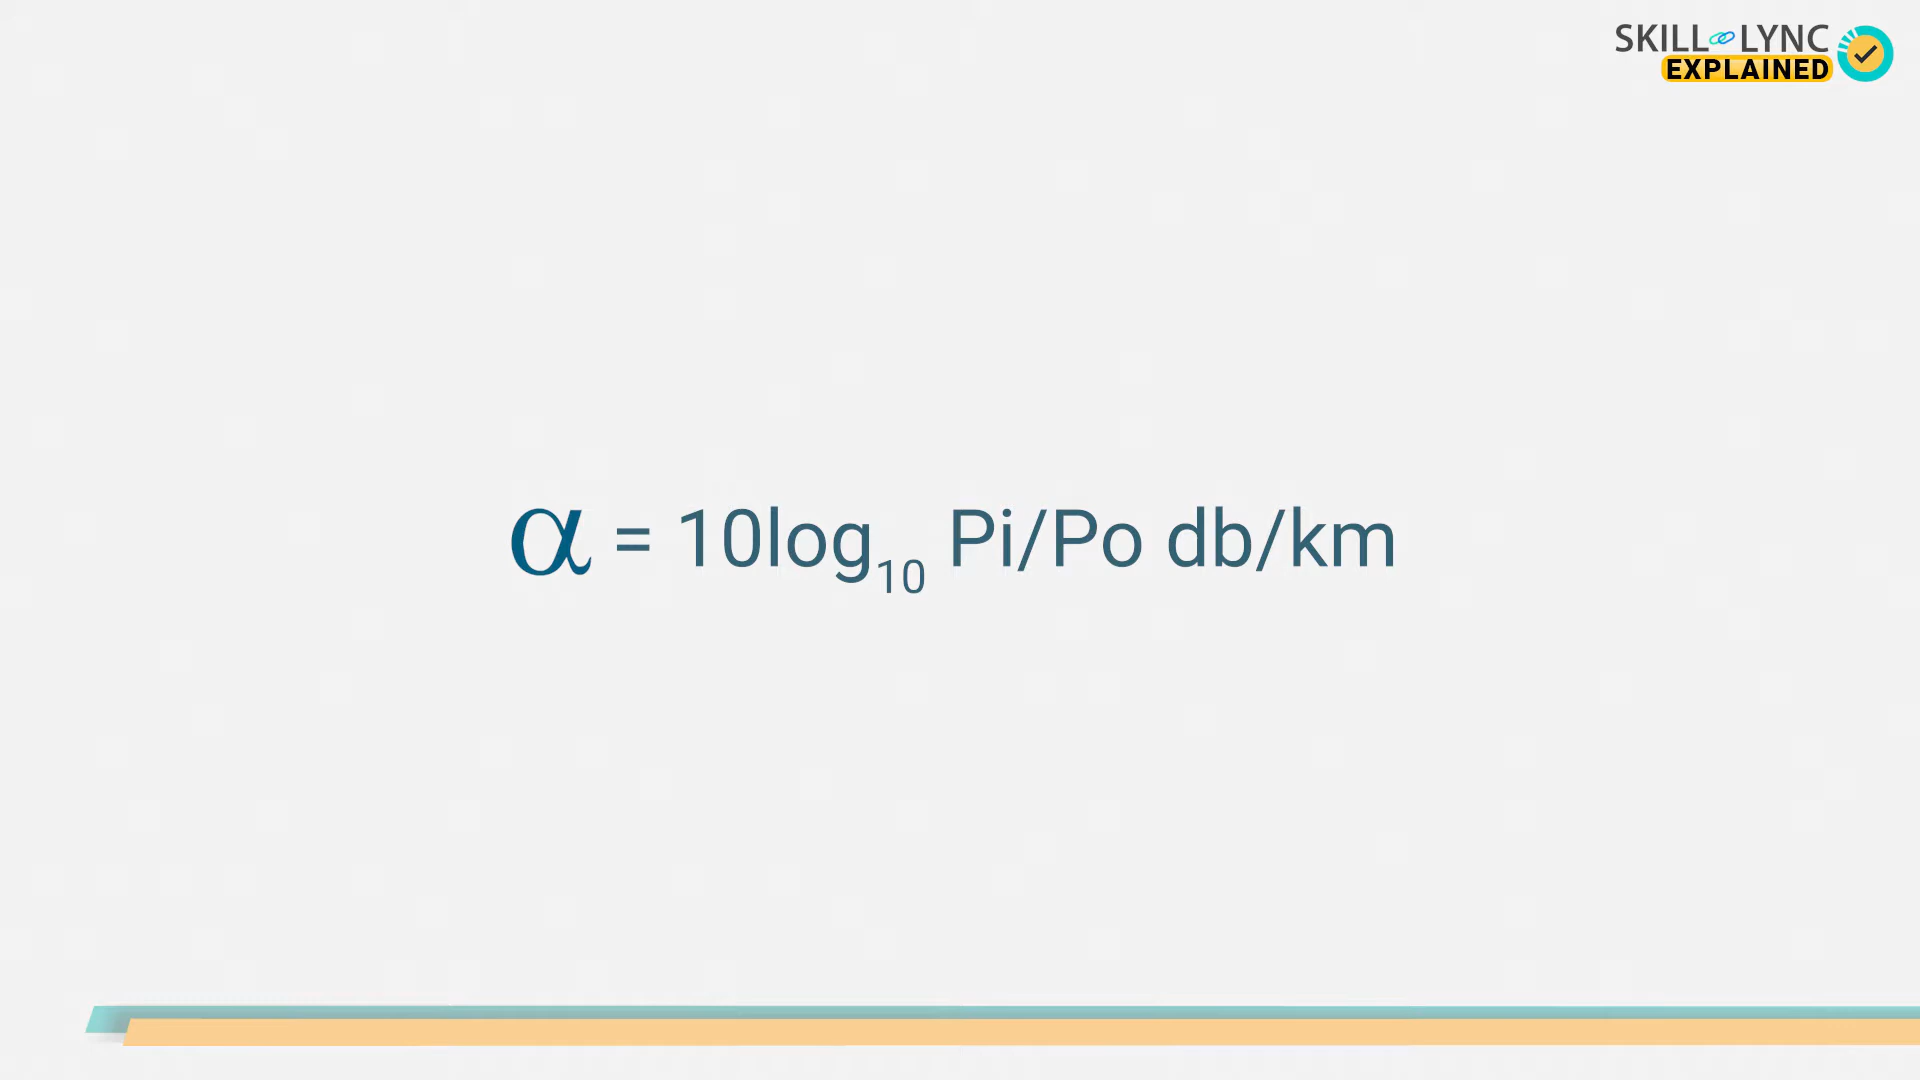 SKILL LYNC
EXPLAINED
α = 10log₁₀ Pi/Po db/km